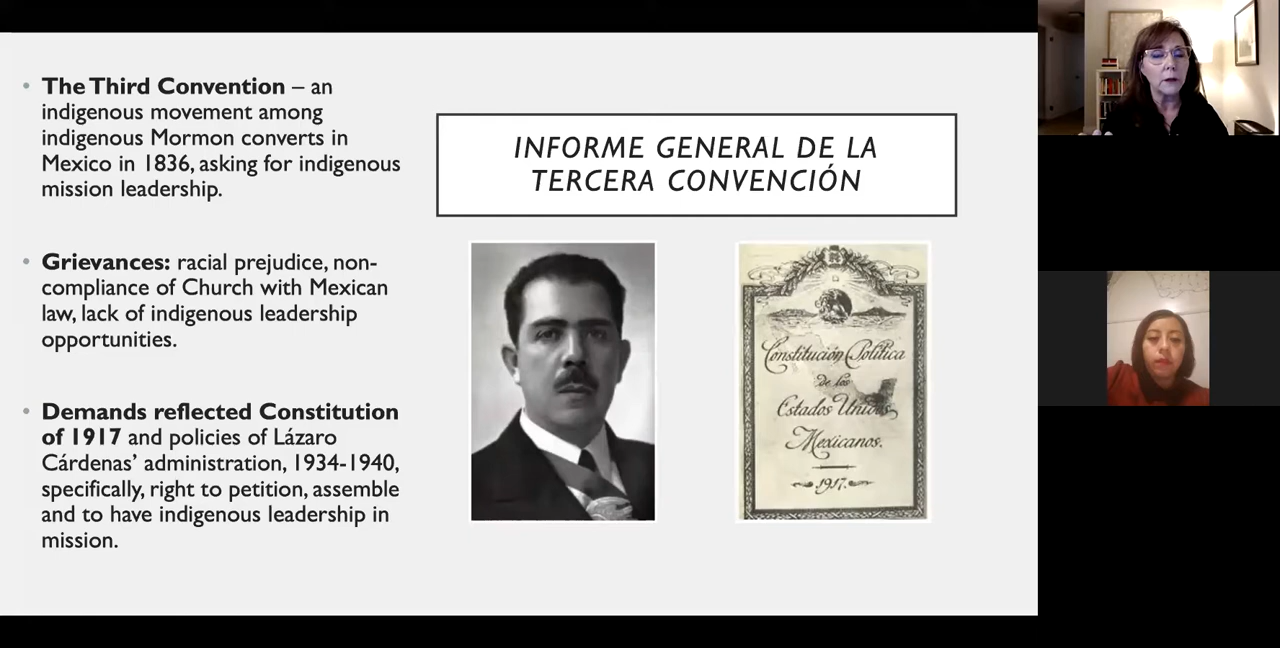 The Third Convention – an
indigenous movement among
indigenous Mormon converts in
Mexico in 1836, asking for indigenous
mission leadership.
Grievances: racial prejudice, non-
compliance of Church with Mexican
law, lack of indigenous leadership
opportunities.
Demands reflected Constitution
of 1917 and policies of Lázaro
Cárdenas’ administration, 1934-1940,
specifically, right to petition, assemble
and to have indigenous leadership in
mission.
INFORME GENERAL DE LA
TERCERA CONVENCIÓN
Constitución Política
de los
Estados Unidos
Mexicanos.
1917.